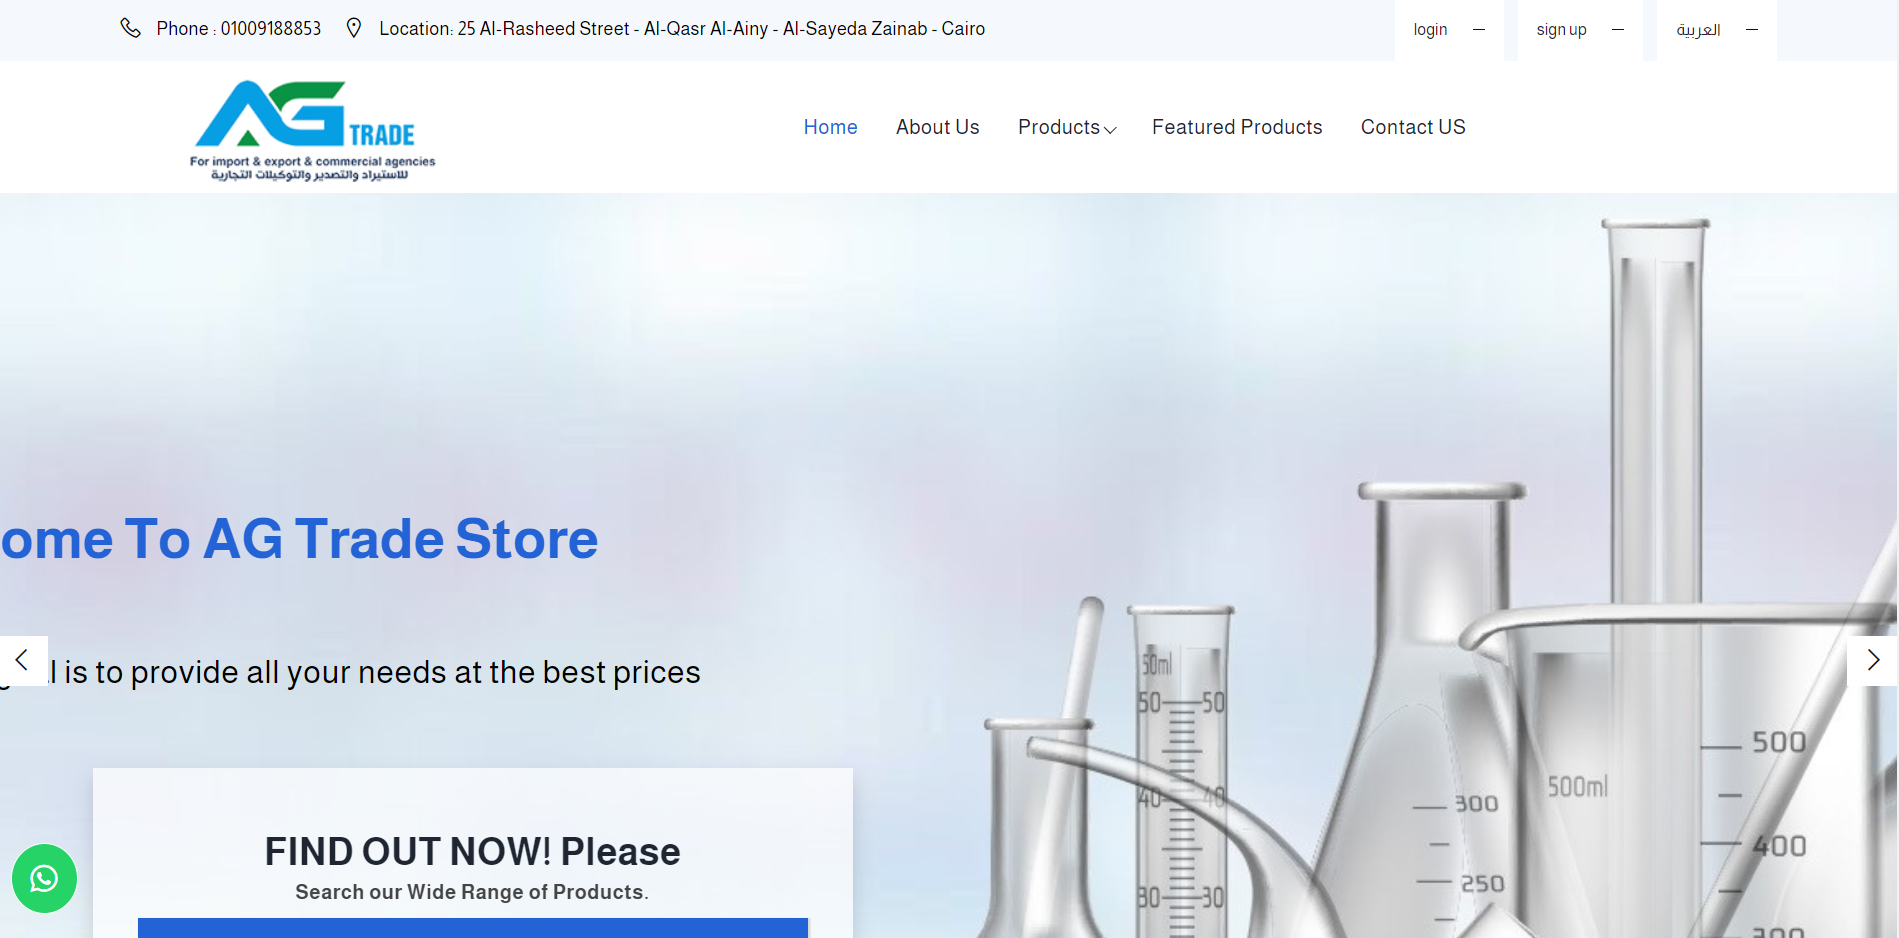 Phone : 01009188853
Location: 25 Al-Rasheed Street - Al-Qasr Al-Ainy - Al-Sayeda Zainab - Cairo
login
sign up
العربية
AG TRADE
For import & export & commercial agencies
للاستيراد والتصدير والتوكيلات التجارية
Home
About Us
Products
Featured Products
Contact US
ome To AG Trade Store
l is to provide all your needs at the best prices
FIND OUT NOW! Please
Search our Wide Range of Products.
50ml
50 50
40 40
30 30
300
250
500ml
500
400